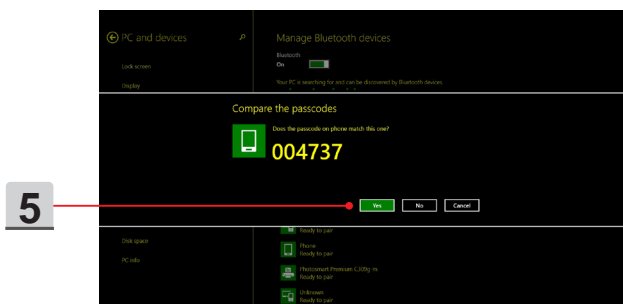 PC and devices
Lock screen
Display
Manage Bluetooth devices
Bluetooth
On
Your PC is searching for and can be discovered by Bluetooth devices
Compare the passcodes
Does the passcode on phone match this one?
004737
5
Yes No Cancel
Disk space
PC info
Ready to pair
Phone
Ready to pair
Photosmart Premium C309g-m
Ready to pair
Unknown
Ready to pair